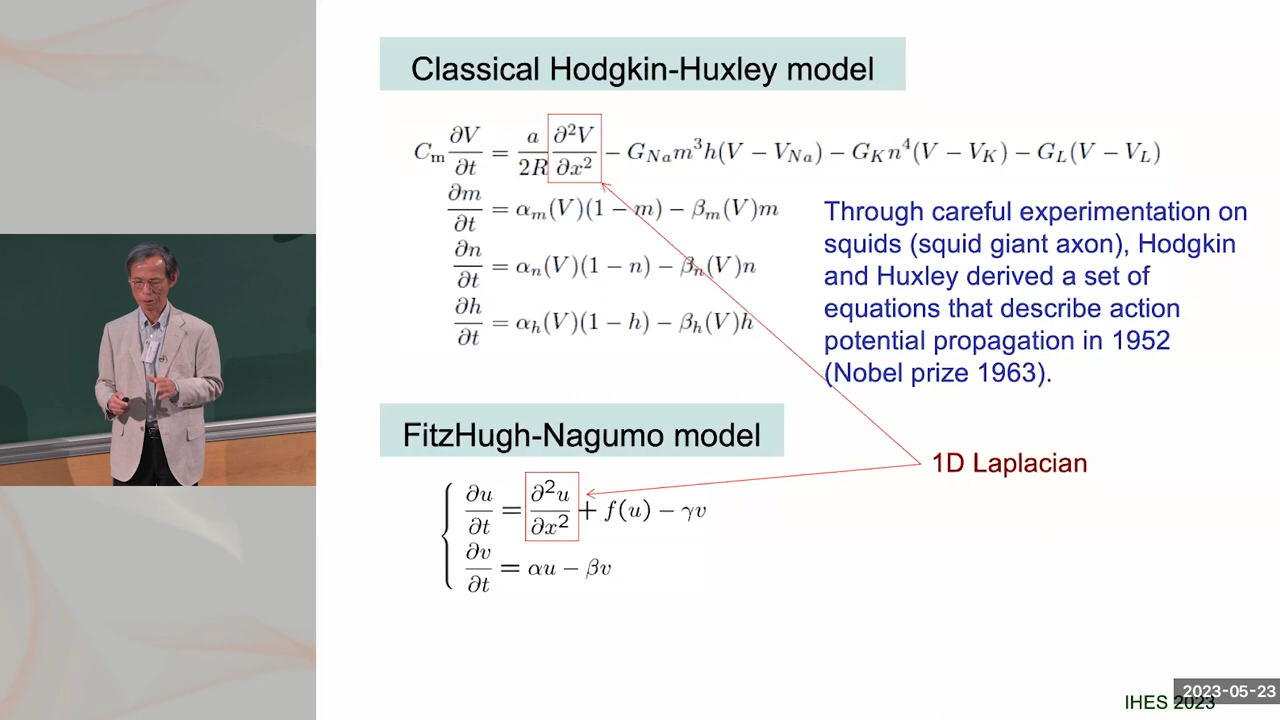 Classical Hodgkin-Huxley model
C_m ∂V/∂t = a/2R ∂²V/∂x² − G_Na m³h(V − V_Na) − G_K n⁴(V − V_K) − G_L(V − V_L)
∂m/∂t = α_m(V)(1 − m) − β_m(V)m
∂n/∂t = α_n(V)(1 − n) − β_n(V)n
∂h/∂t = α_h(V)(1 − h) − β_h(V)h
Through careful experimentation on
squids (squid giant axon), Hodgkin
and Huxley derived a set of
equations that describe action
potential propagation in 1952
(Nobel prize 1963).
FitzHugh-Nagumo model
1D Laplacian
∂u/∂t = ∂²u/∂x² + f(u) − γv
∂v/∂t = αu − βv
2023-05-23
IHES 2023